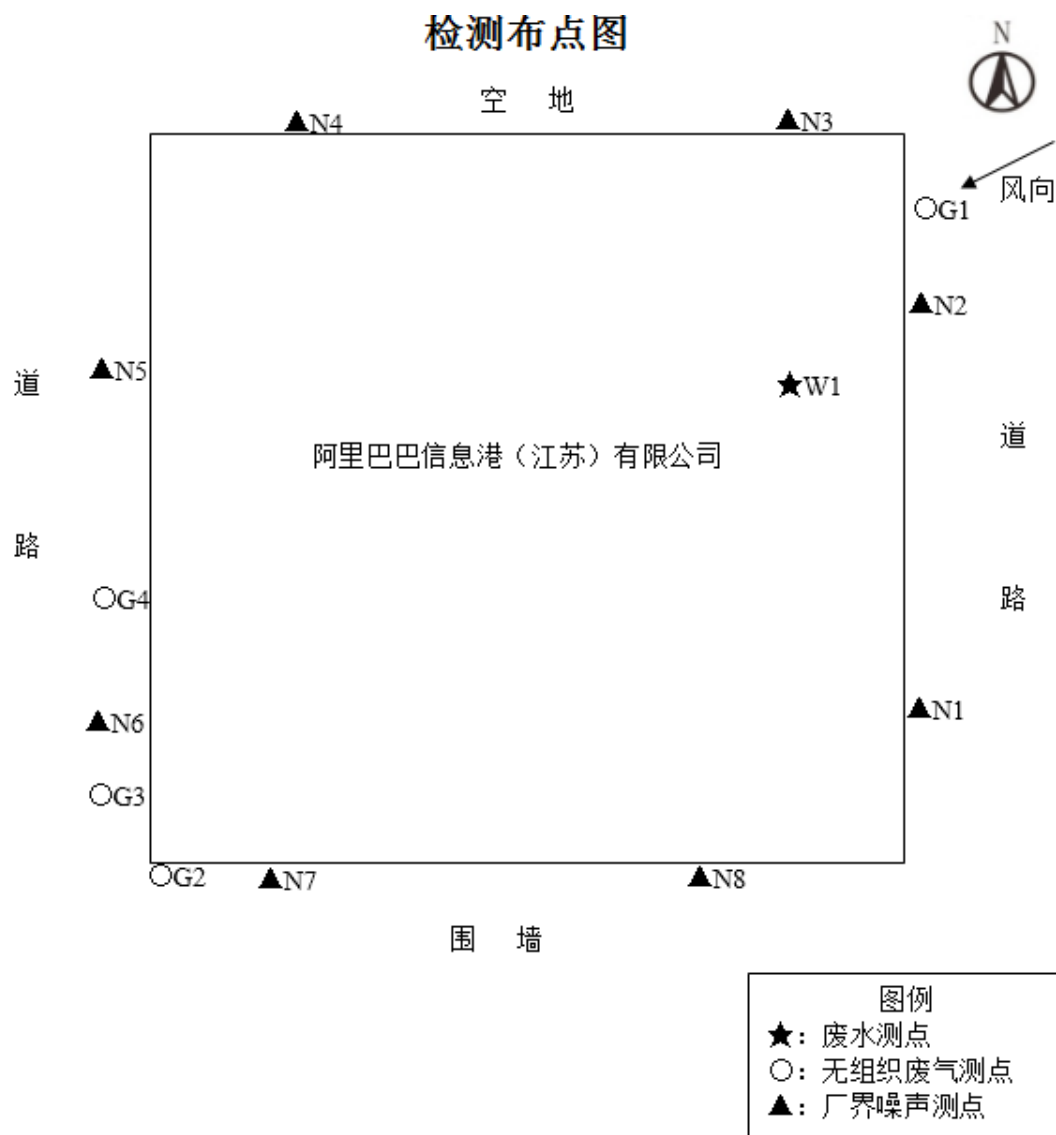 检测布点图
N
空 地
▲N4
▲N3
风向
○G1
▲N2
▲N5
道
★W1
道
阿里巴巴信息港（江苏）有限公司
路
○G4
路
▲N1
▲N6
○G3
○G2
▲N7
▲N8
围 墙
图例
★：废水测点
○：无组织废气测点
▲：厂界噪声测点